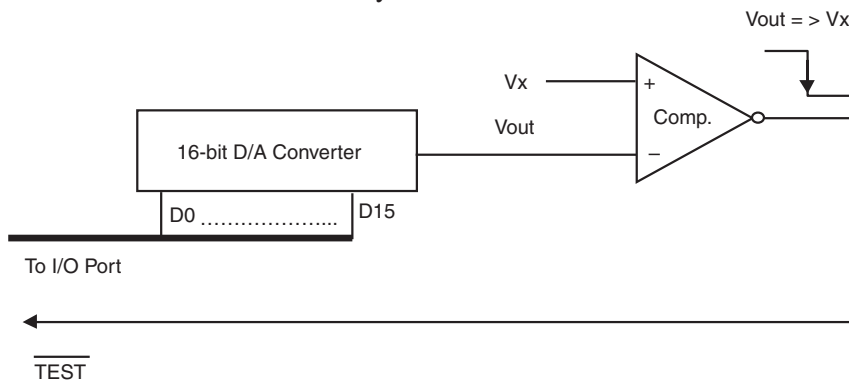 Vout = > Vx
Vx
+
Comp.
Vout
−
16-bit D/A Converter
D0 ......................
D15
To I/O Port
TEST